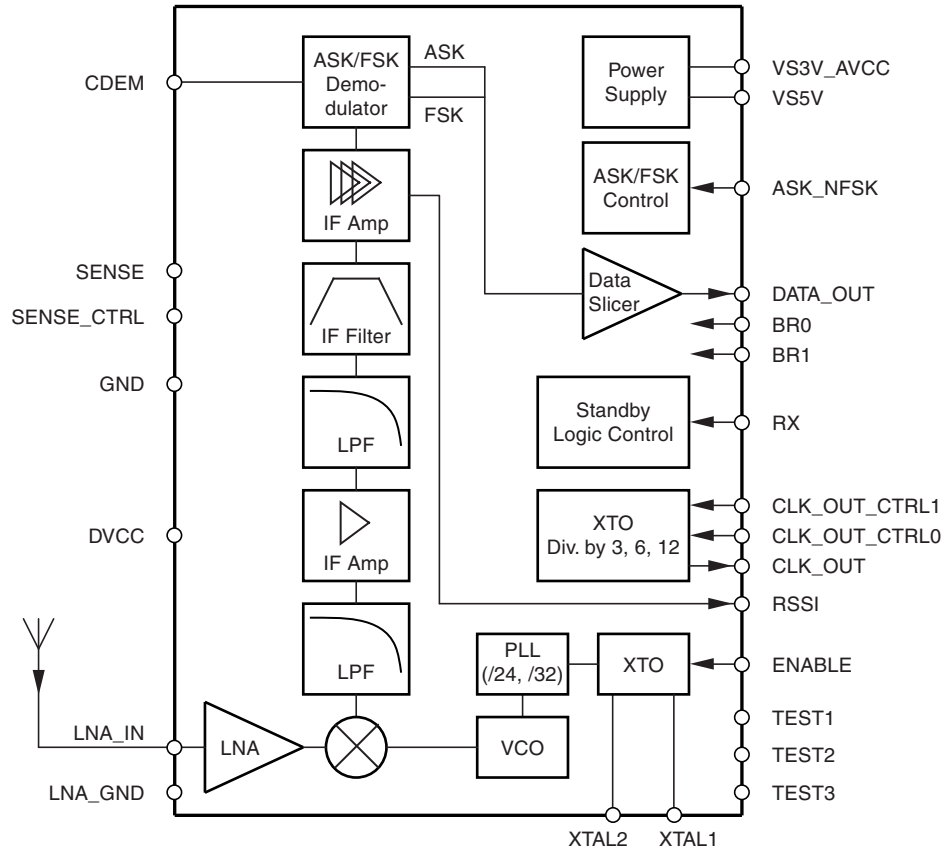 CDEM
SENSE
SENSE_CTRL
GND
DVCC
LNA_IN
LNA_GND
ASK/FSK
Demo-
dulator
ASK
FSK
IF Amp
IF Filter
LPF
IF Amp
LPF
LNA
PLL
(/24, /32)
VCO
XTO
Power
Supply
ASK/FSK
Control
Data
Slicer
Standby
Logic Control
XTO
Div. by 3, 6, 12
VS3V_AVCC
VS5V
ASK_NFSK
DATA_OUT
BR0
BR1
RX
CLK_OUT_CTRL1
CLK_OUT_CTRL0
CLK_OUT
RSSI
ENABLE
TEST1
TEST2
TEST3
XTAL2
XTAL1